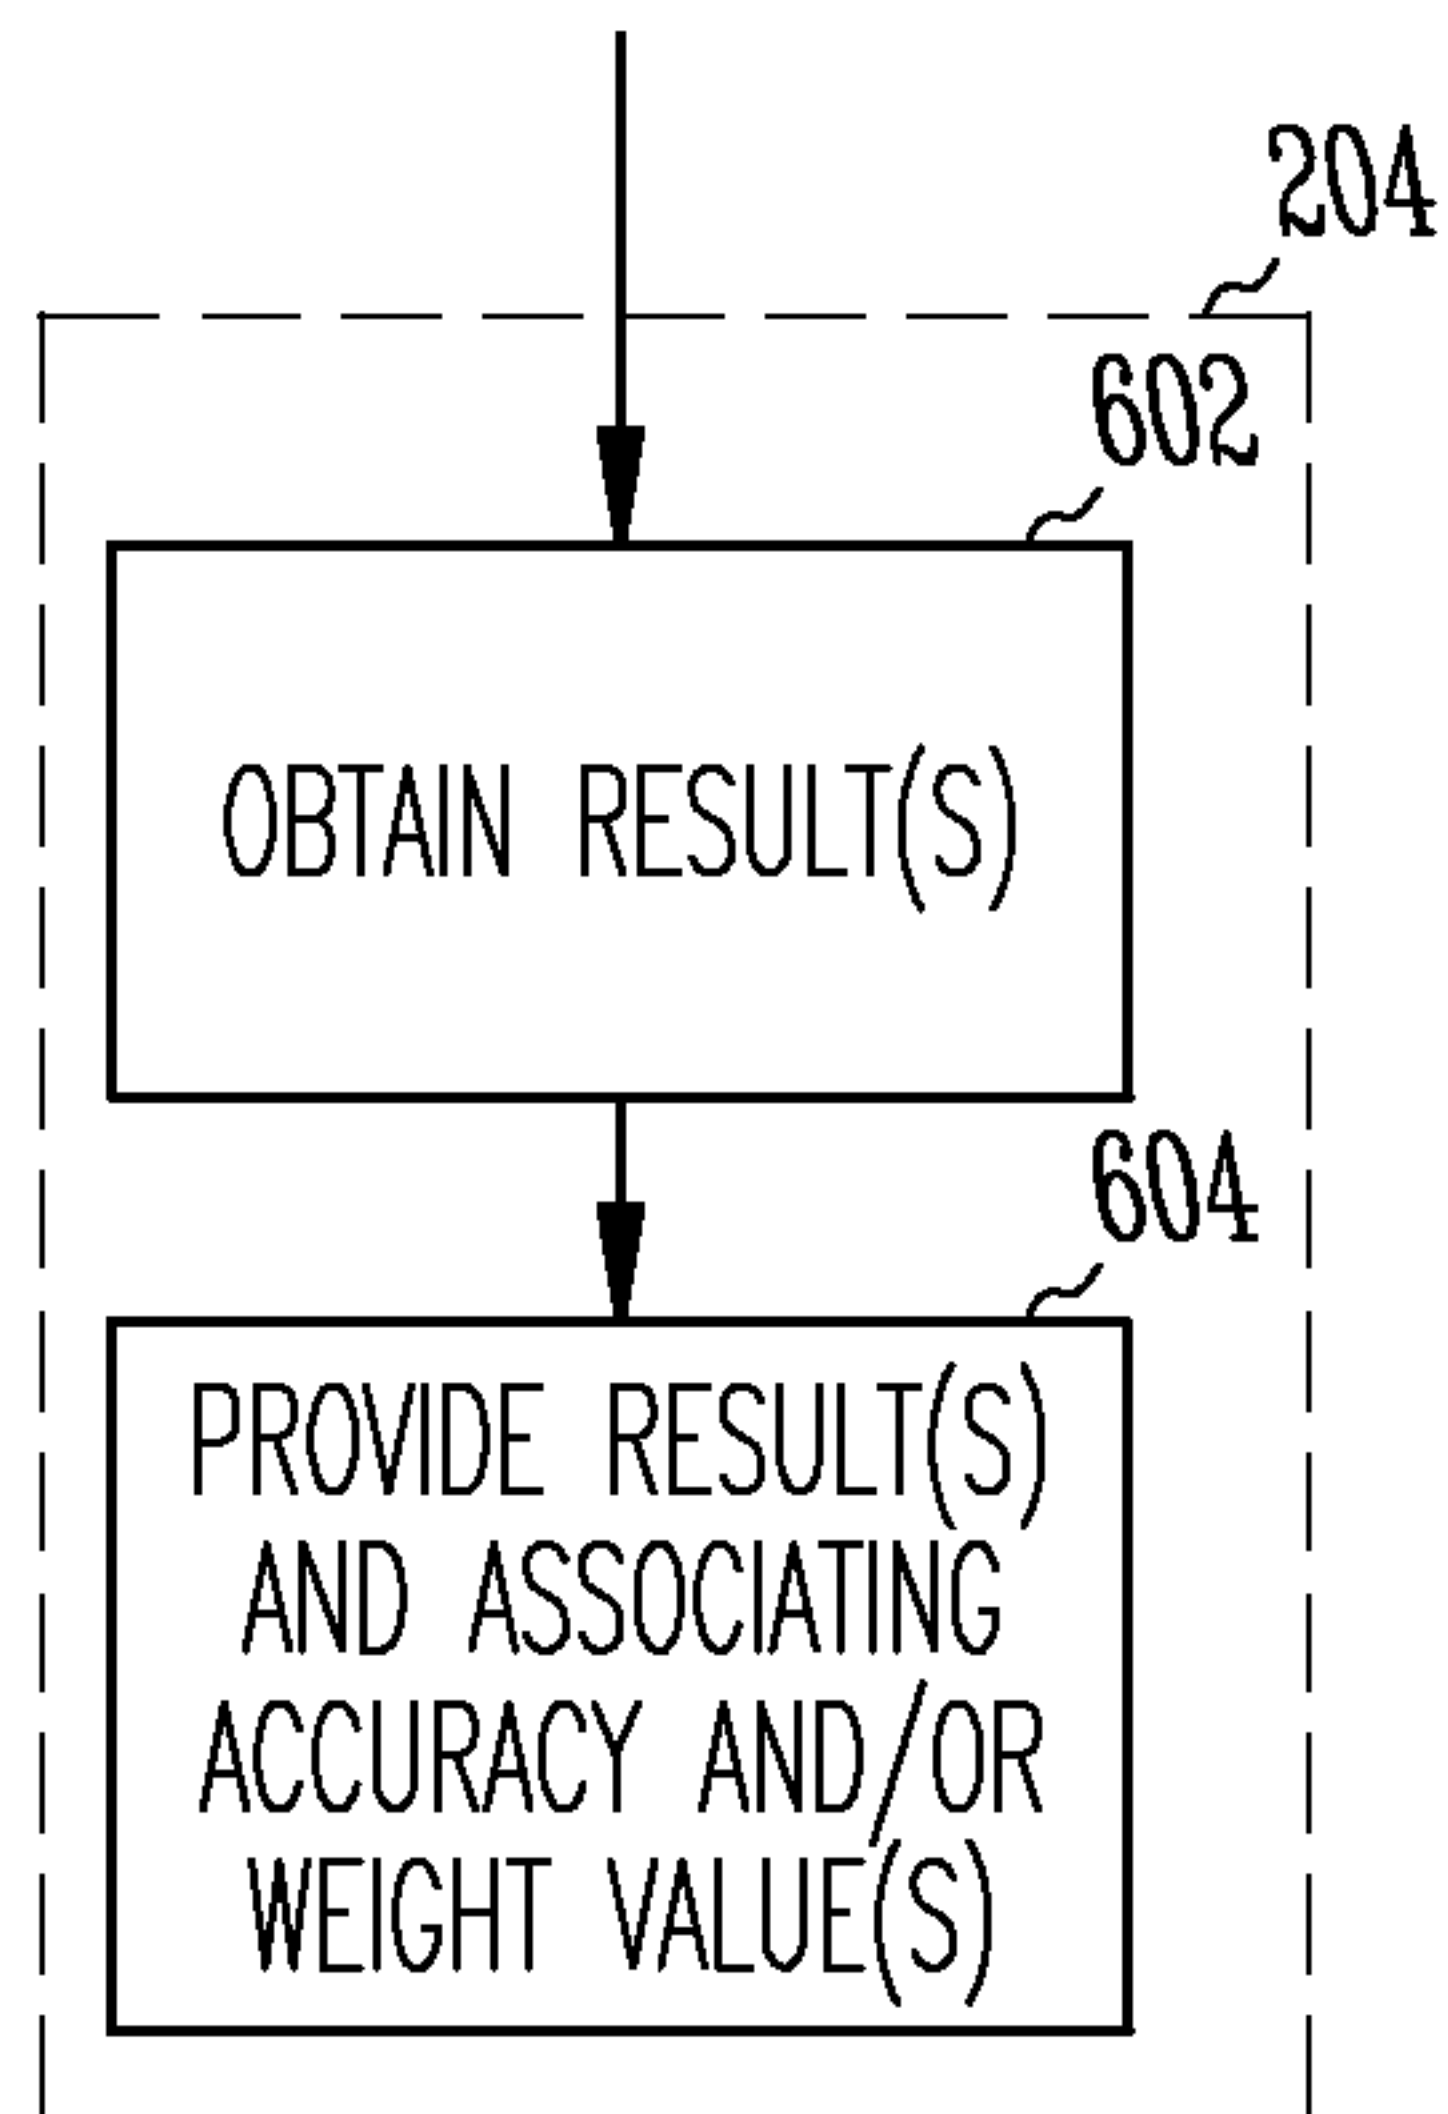 204
602
OBTAIN RESULT(S)
604
PROVIDE RESULT(S)
AND ASSOCIATING
ACCURACY AND/OR
WEIGHT VALUE(S)